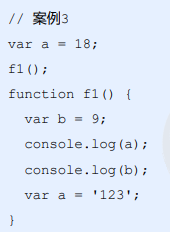 // 案例3
var a = 18;
f1();
function f1() {
  var b = 9;
  console.log(a);
  console.log(b);
  var a = '123';
}